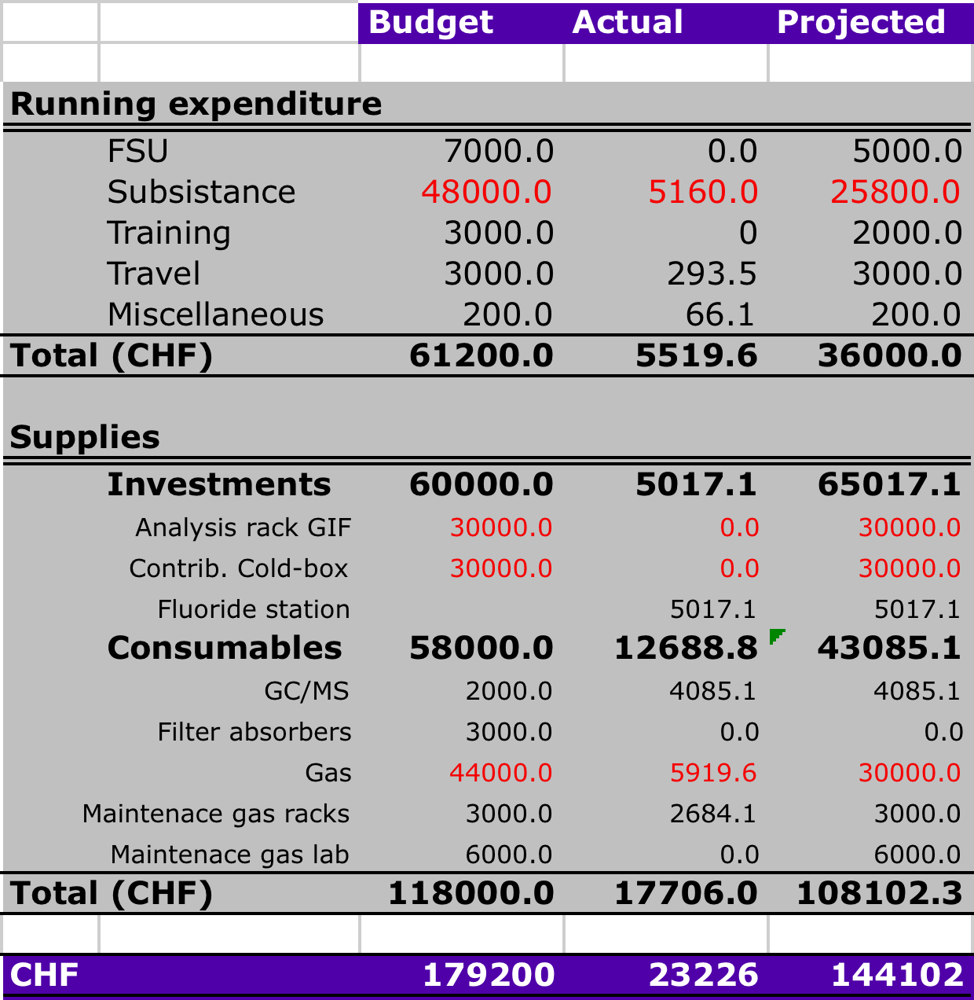 Budget Actual Projected
Running expenditure
FSU 7000.0 0.0 5000.0
Subsistance 48000.0 5160.0 25800.0
Training 3000.0 0 2000.0
Travel 3000.0 293.5 3000.0
Miscellaneous 200.0 66.1 200.0
Total (CHF) 61200.0 5519.6 36000.0
Supplies
Investments 60000.0 5017.1 65017.1
Analysis rack GIF 30000.0 0.0 30000.0
Contrib. Cold-box 30000.0 0.0 30000.0
Fluoride station 5017.1 5017.1
Consumables 58000.0 12688.8 43085.1
GC/MS 2000.0 4085.1 4085.1
Filter absorbers 3000.0 0.0 0.0
Gas 44000.0 5919.6 30000.0
Maintenace gas racks 3000.0 2684.1 3000.0
Maintenace gas lab 6000.0 0.0 6000.0
Total (CHF) 118000.0 17706.0 108102.3
CHF 179200 23226 144102